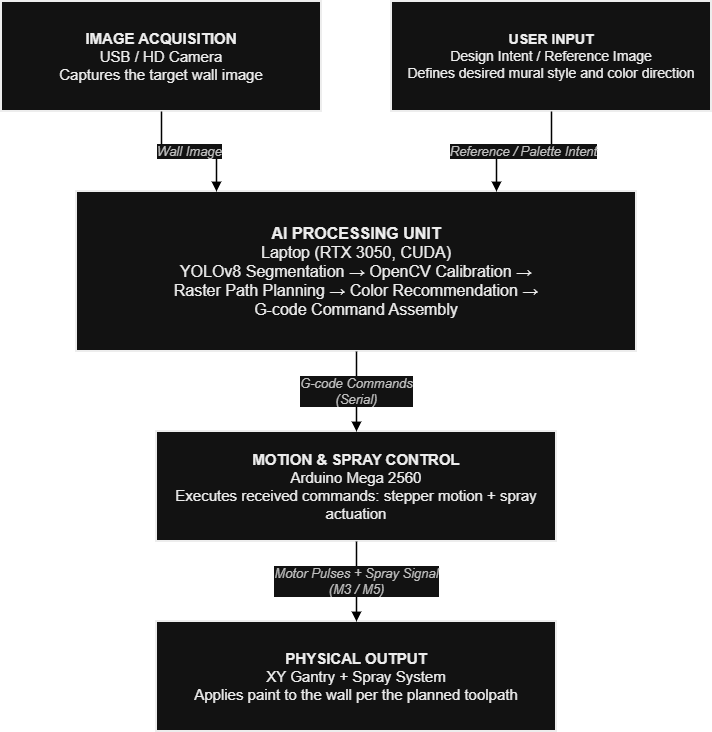 IMAGE ACQUISITION
USB / HD Camera
Captures the target wall image
USER INPUT
Design Intent / Reference Image
Defines desired mural style and color direction
Wall Image
Reference / Palette Intent
AI PROCESSING UNIT
Laptop (RTX 3050, CUDA)
YOLOv8 Segmentation → OpenCV Calibration →
Raster Path Planning → Color Recommendation →
G-code Command Assembly
G-code Commands
(Serial)
MOTION & SPRAY CONTROL
Arduino Mega 2560
Executes received commands: stepper motion + spray
actuation
Motor Pulses + Spray Signal
(M3 / M5)
PHYSICAL OUTPUT
XY Gantry + Spray System
Applies paint to the wall per the planned toolpath